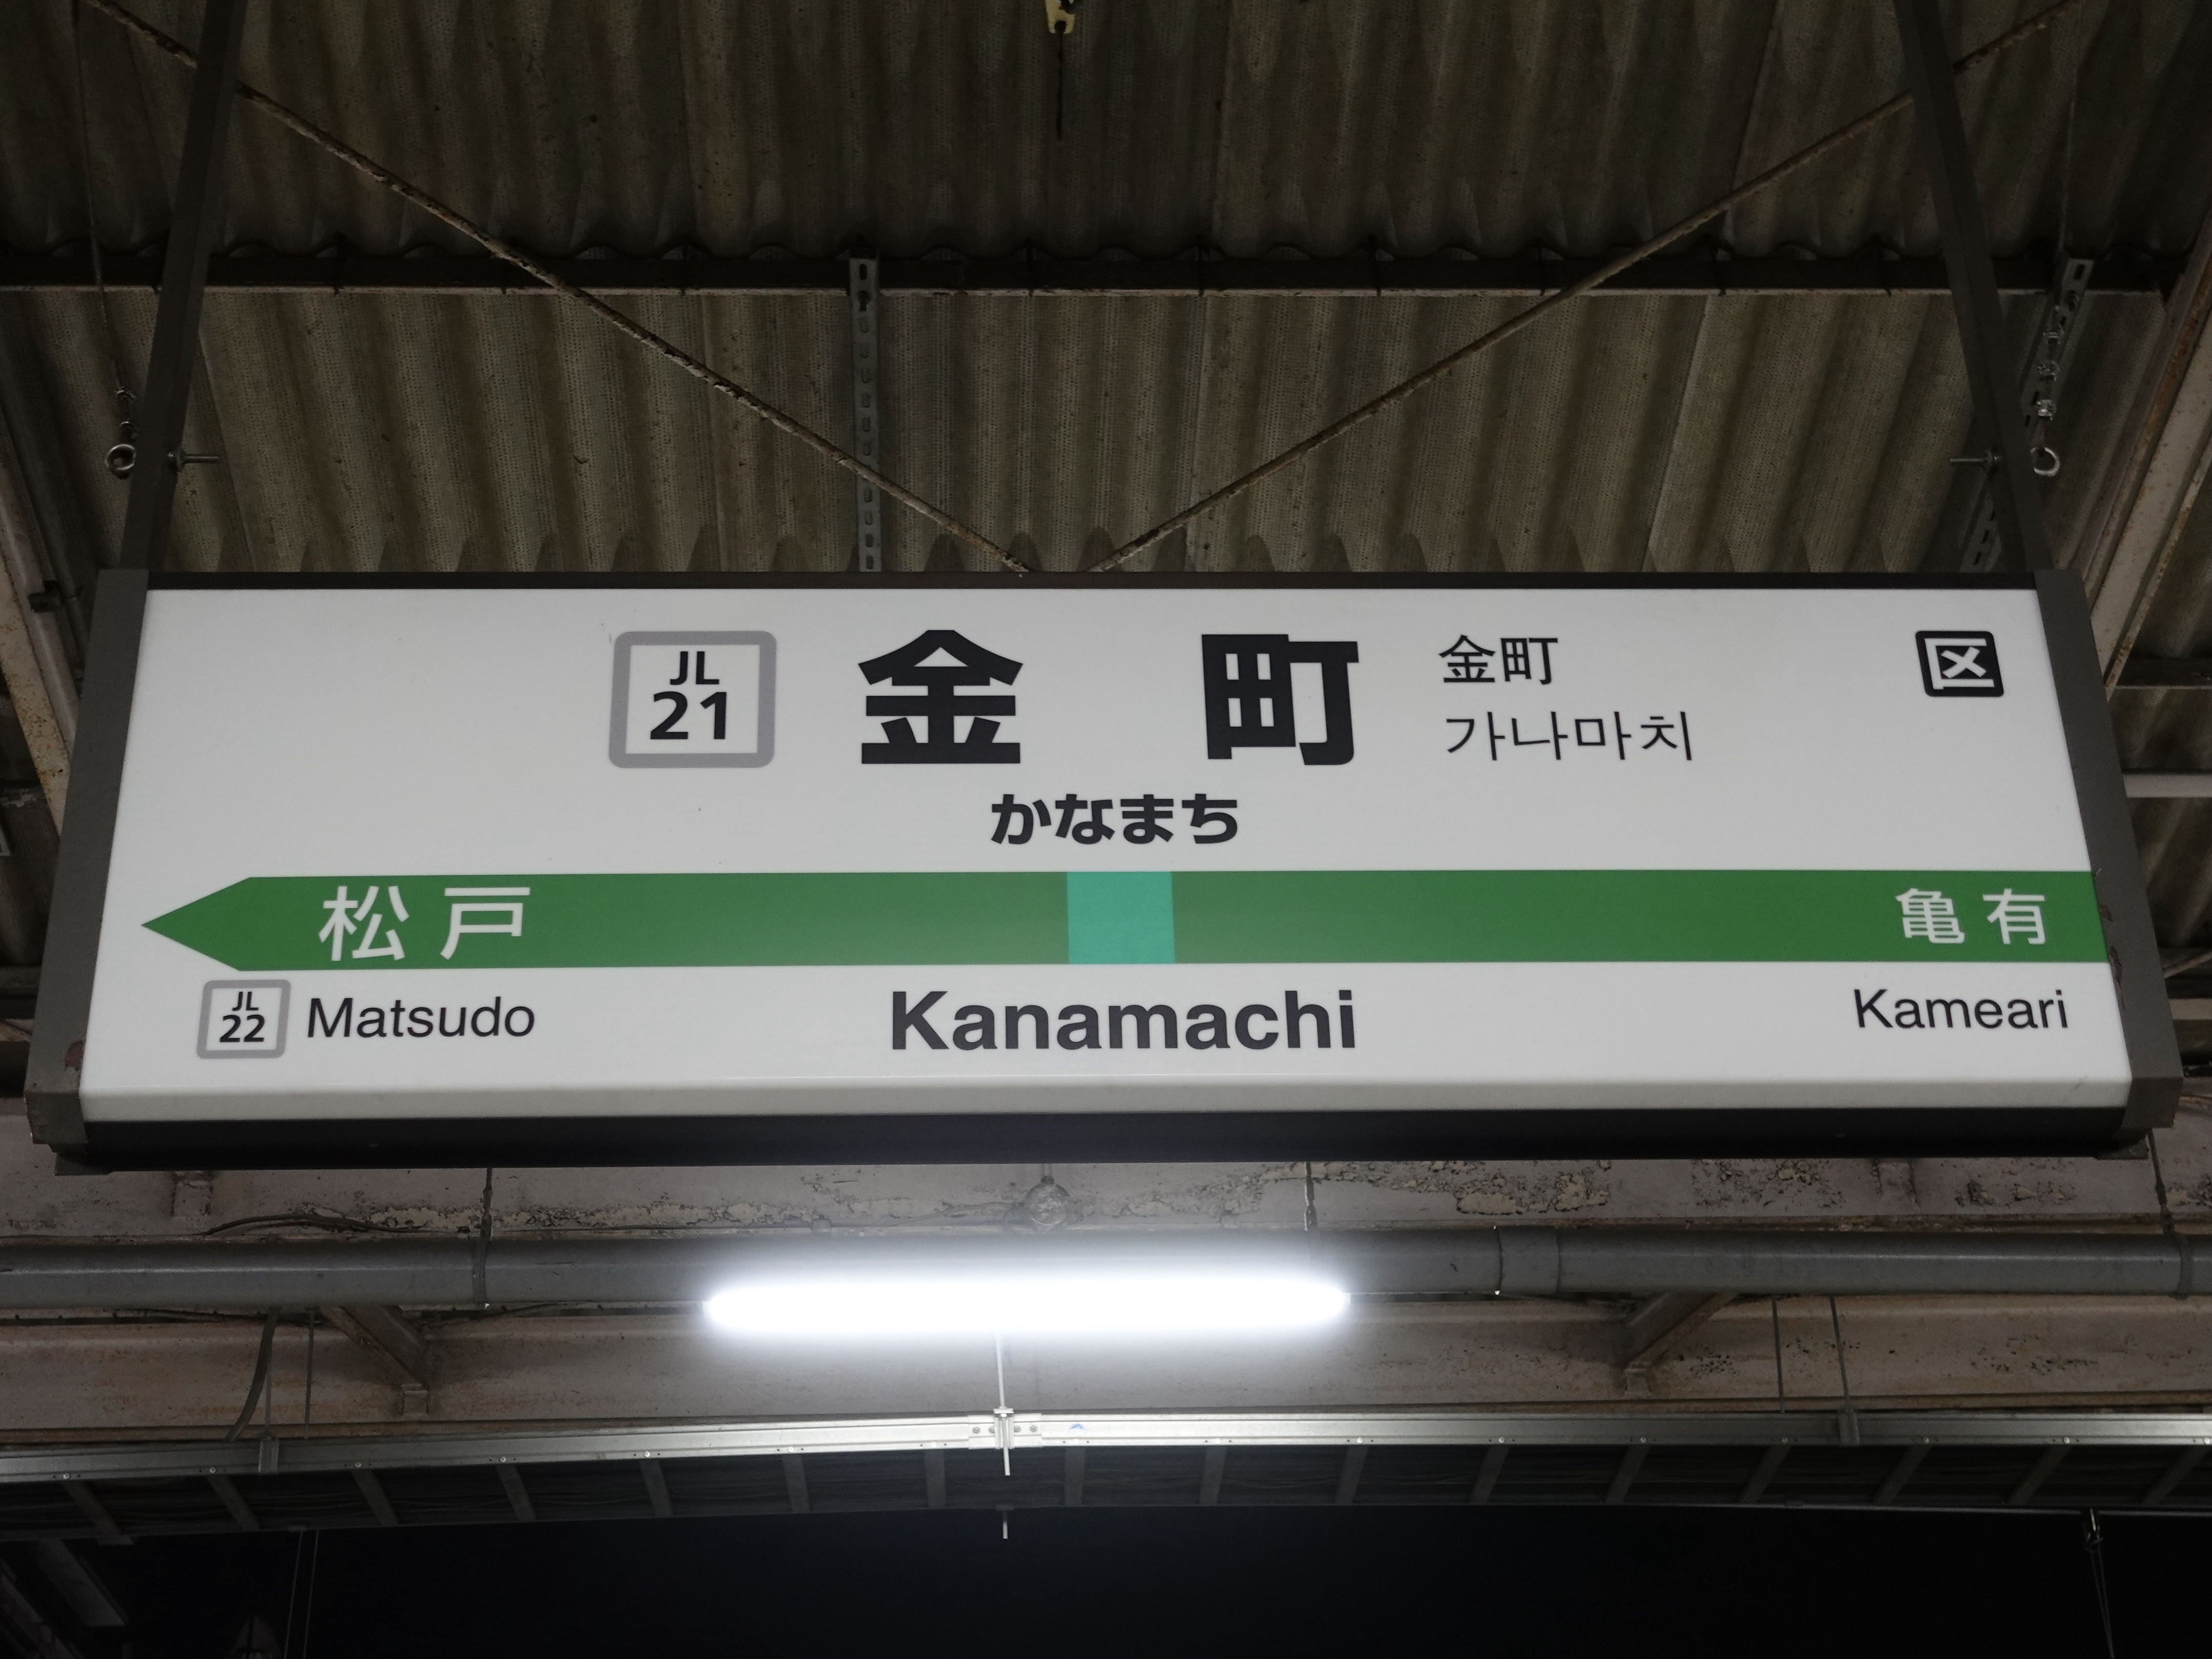 JL
21
金町
金町
가나마치
区
かなまち
松戸
亀有
JL
22
Matsudo
Kanamachi
Kameari